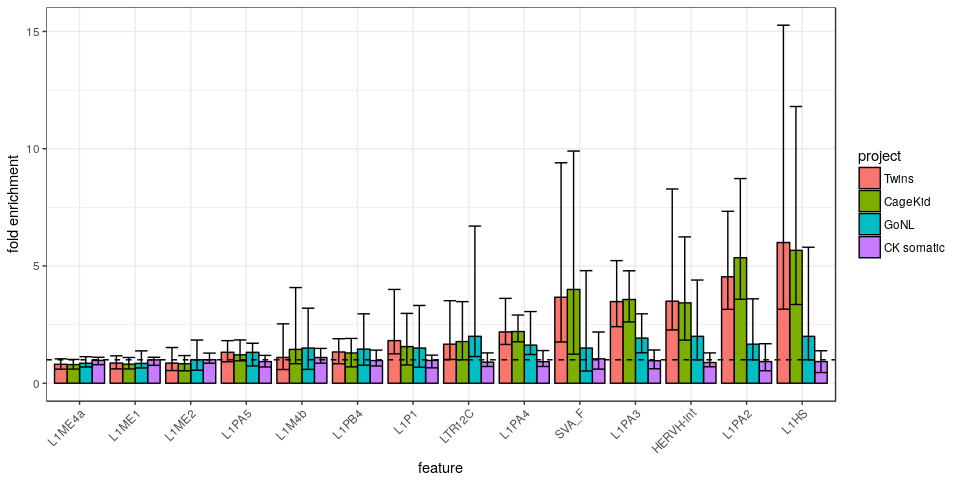 15
10
5
0
fold enrichment
L1ME4a
L1ME1
L1ME2
L1PA5
L1M4b
L1PB4
L1P1
LTR12C
L1PA4
SVA_F
L1PA3
HERVH-int
L1PA2
L1HS
feature
project
Twins
CageKid
GoNL
CK somatic